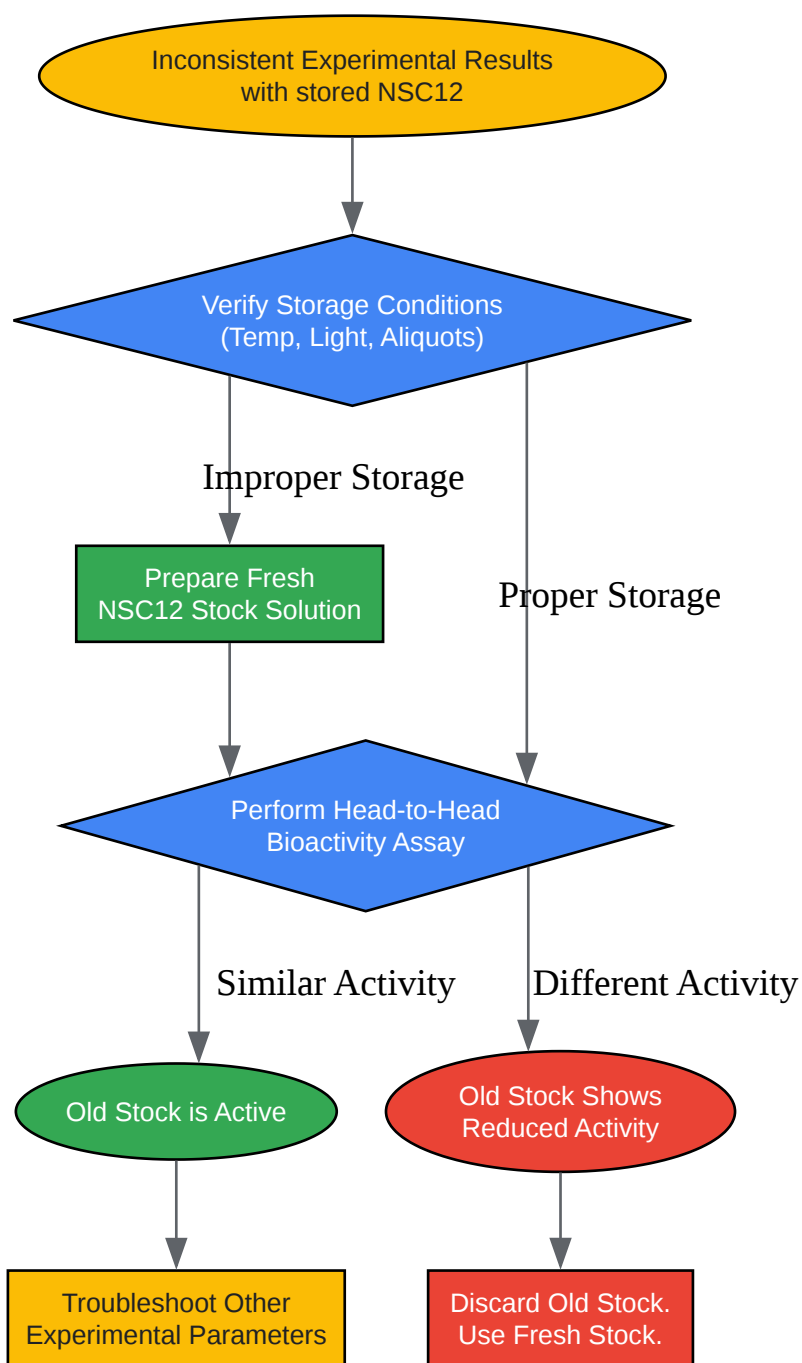 Inconsistent Experimental Results
with stored NSC12
Verify Storage Conditions
(Temp, Light, Aliquots)
Improper Storage
Prepare Fresh
NSC12 Stock Solution
Proper Storage
Perform Head-to-Head
Bioactivity Assay
Similar Activity
Different Activity
Old Stock is Active
Old Stock Shows
Reduced Activity
Troubleshoot Other
Experimental Parameters
Discard Old Stock.
Use Fresh Stock.